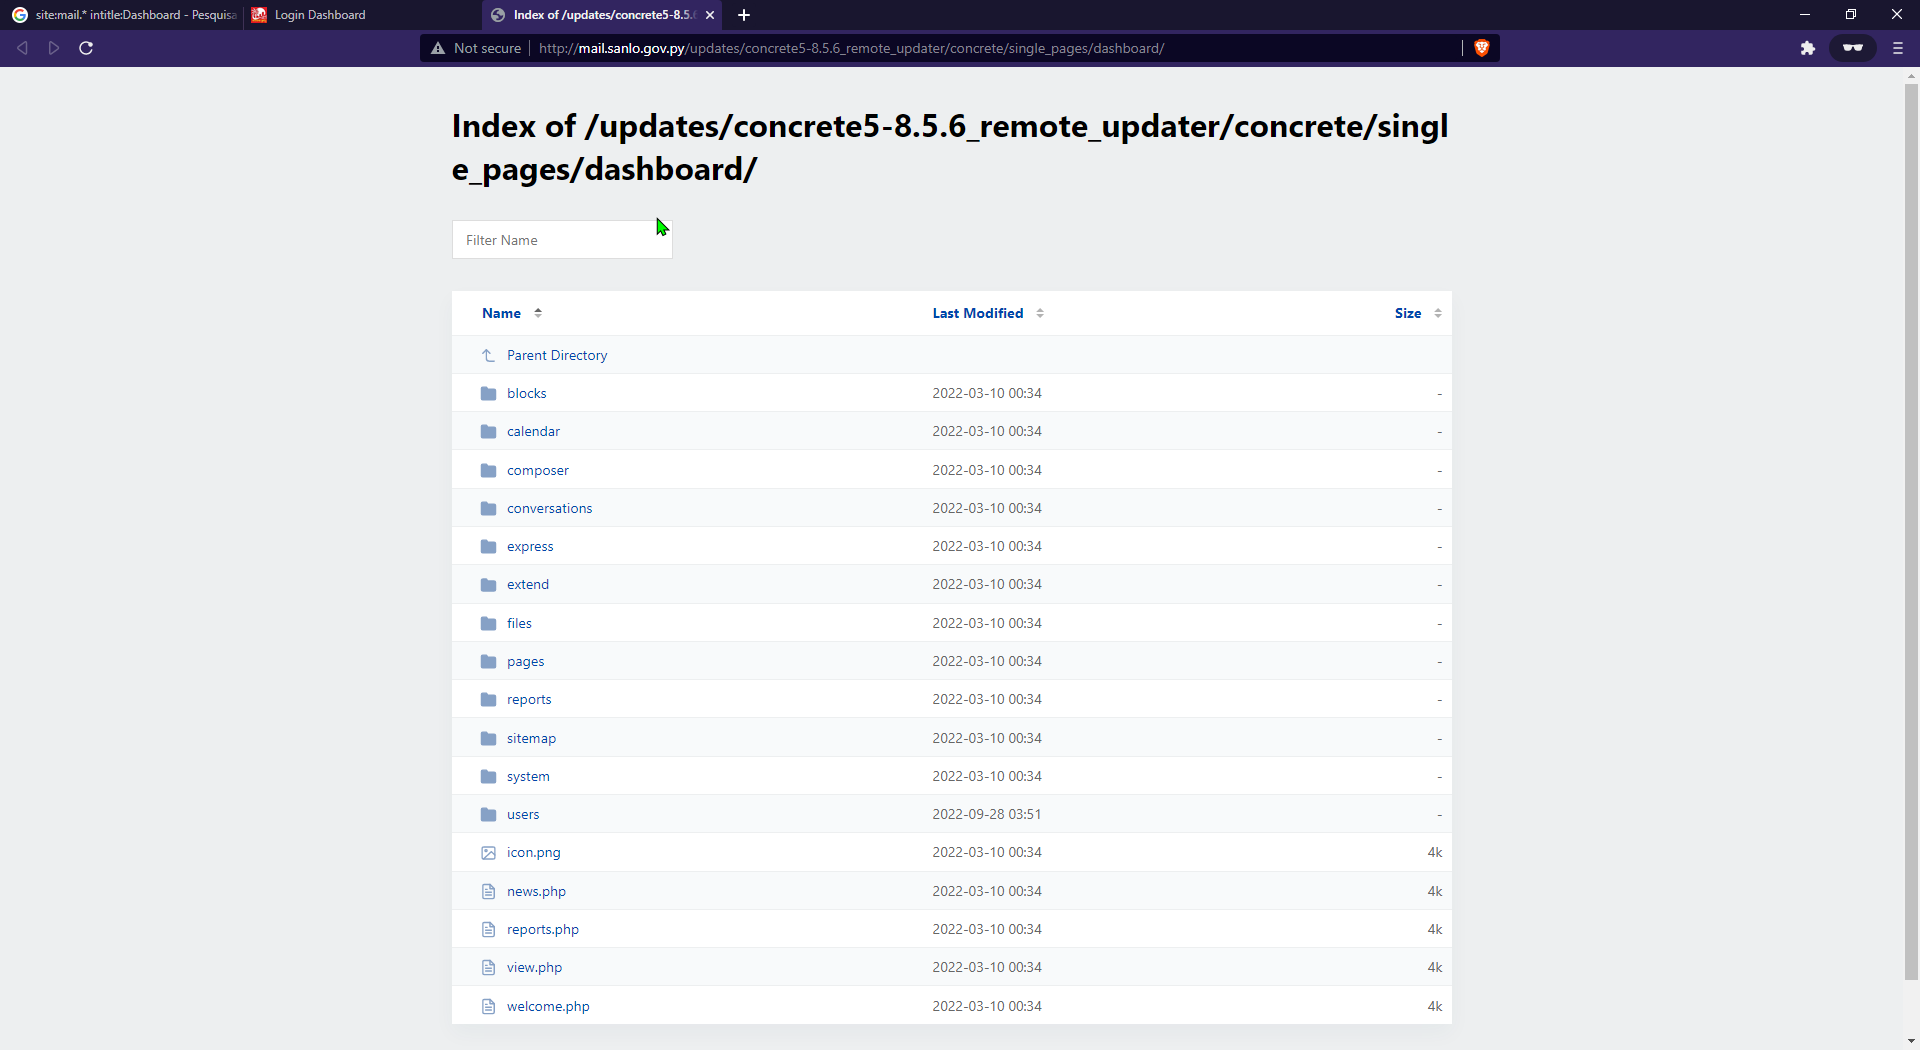 site:mail.* intitle:Dashboard - Pesquisa
Login Dashboard
Index of /updates/concrete5-8.5.6
Not secure
http://mail.sanlo.gov.py/updates/concrete5-8.5.6_remote_updater/concrete/single_pages/dashboard/
Index of /updates/concrete5-8.5.6_remote_updater/concrete/singl
e_pages/dashboard/
Filter Name
Name Last Modified Size
Parent Directory
blocks 2022-03-10 00:34 -
calendar 2022-03-10 00:34 -
composer 2022-03-10 00:34 -
conversations 2022-03-10 00:34 -
express 2022-03-10 00:34 -
extend 2022-03-10 00:34 -
files 2022-03-10 00:34 -
pages 2022-03-10 00:34 -
reports 2022-03-10 00:34 -
sitemap 2022-03-10 00:34 -
system 2022-03-10 00:34 -
users 2022-09-28 03:51 -
icon.png 2022-03-10 00:34 4k
news.php 2022-03-10 00:34 4k
reports.php 2022-03-10 00:34 4k
view.php 2022-03-10 00:34 4k
welcome.php 2022-03-10 00:34 4k